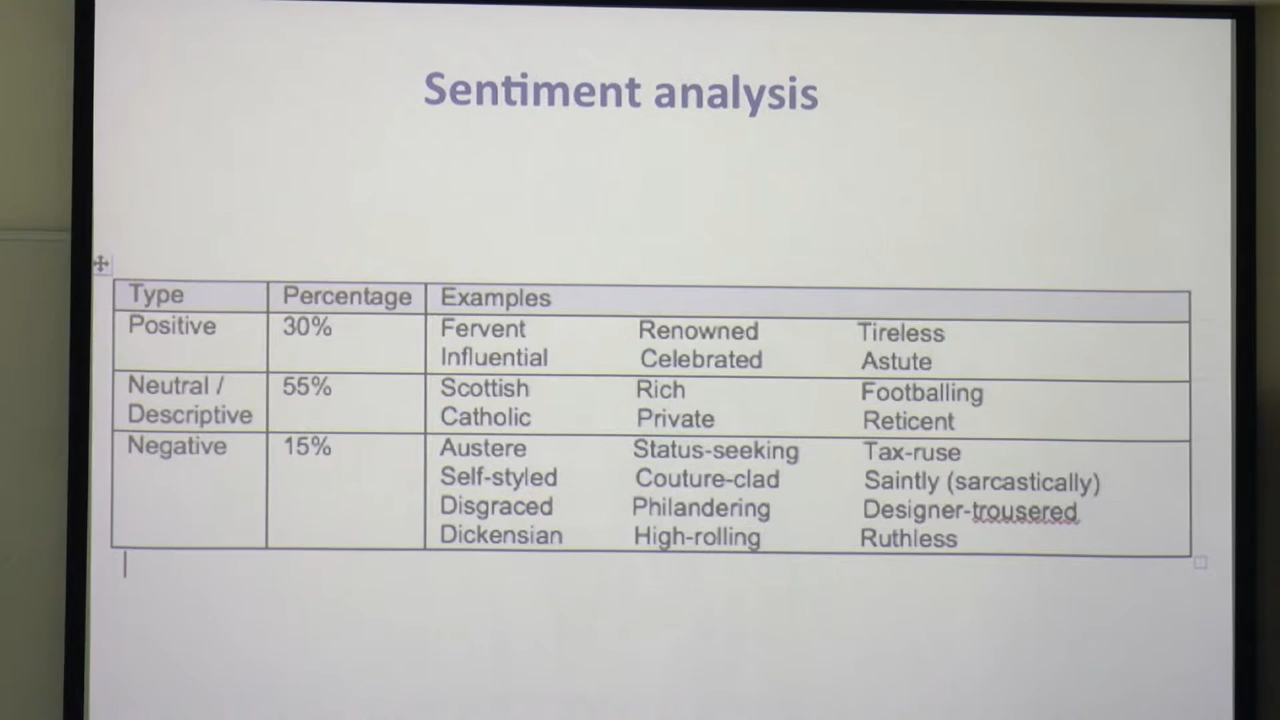 Sentiment analysis
Type Percentage Examples
Positive 30% Fervent Renowned Tireless
Influential Celebrated Astute
Neutral / 55% Scottish Rich Footballing
Descriptive Catholic Private Reticent
Negative 15% Austere Status-seeking Tax-ruse
Self-styled Couture-clad Saintly (sarcastically)
Disgraced Philandering Designer-trousered
Dickensian High-rolling Ruthless